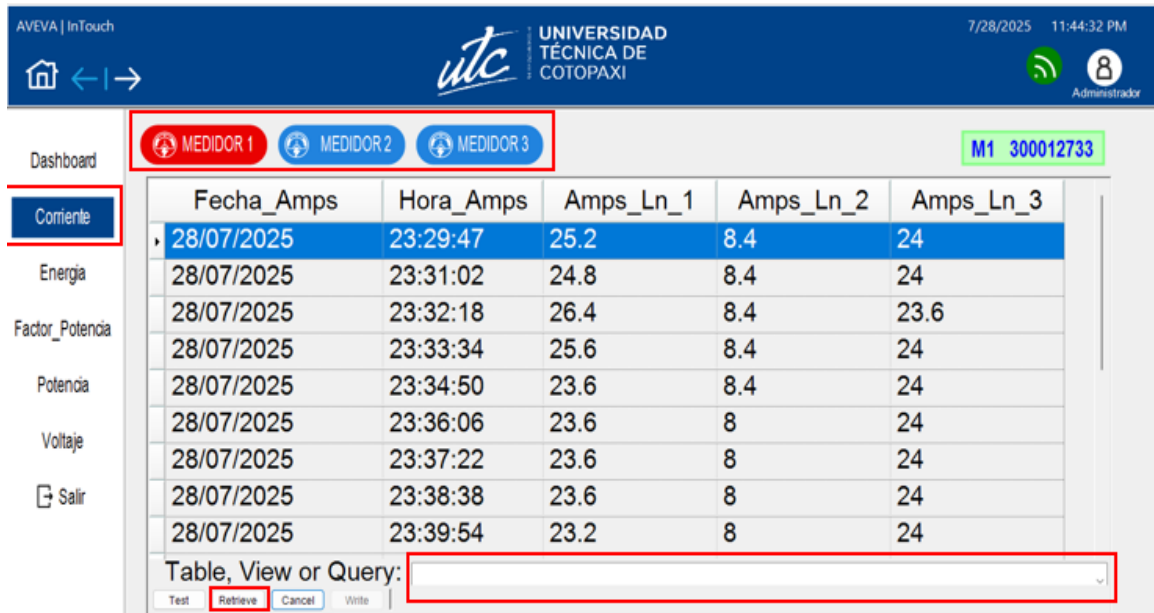 AVEVA | InTouch
7/28/2025 11:44:32 PM
utc UNIVERSIDAD
TÉCNICA DE
COTOPAXI
Administrador
MEDIDOR 1 MEDIDOR 2 MEDIDOR 3
M1 300012733
Dashboard
Corriente
Energia
Factor_Potencia
Potencia
Voltaje
Salir
Fecha_Amps Hora_Amps Amps_Ln_1 Amps_Ln_2 Amps_Ln_3
28/07/2025 23:29:47 25.2 8.4 24
28/07/2025 23:31:02 24.8 8.4 24
28/07/2025 23:32:18 26.4 8.4 23.6
28/07/2025 23:33:34 25.6 8.4 24
28/07/2025 23:34:50 23.6 8.4 24
28/07/2025 23:36:06 23.6 8 24
28/07/2025 23:37:22 23.6 8 24
28/07/2025 23:38:38 23.6 8 24
28/07/2025 23:39:54 23.2 8 24
Table, View or Query:
Test Retrieve Cancel Write